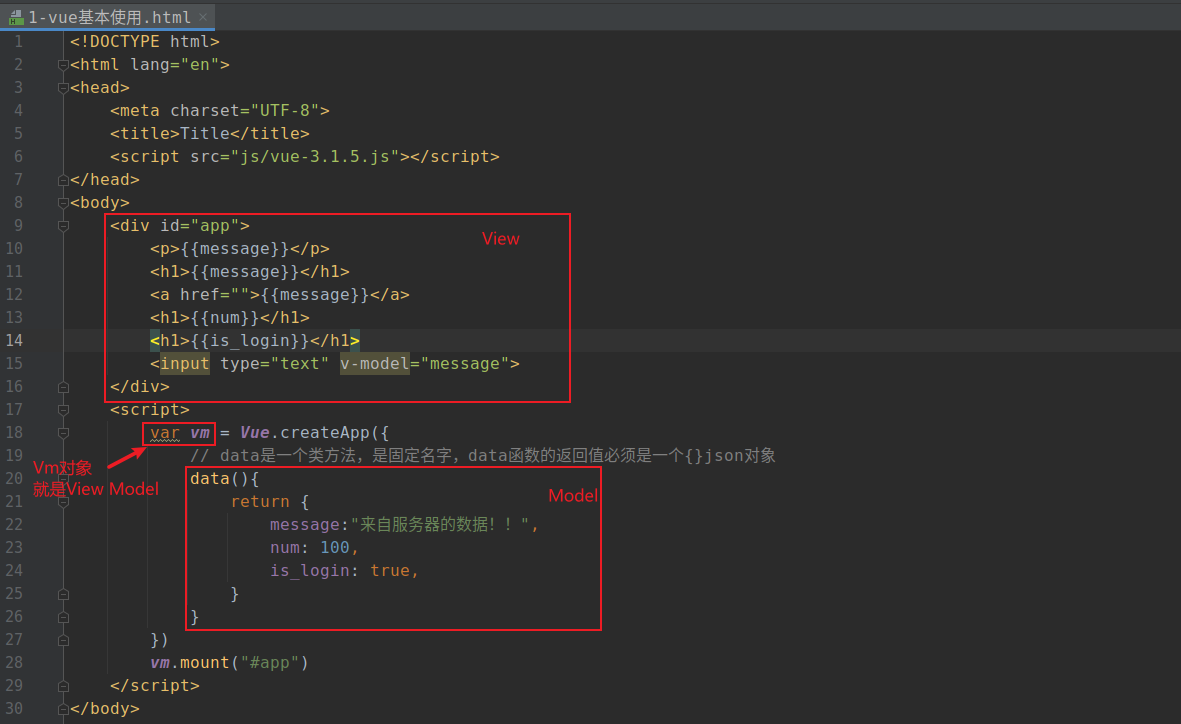 1-vue基本使用.html
1 <!DOCTYPE html>
2 <html lang="en">
3 <head>
4     <meta charset="UTF-8">
5     <title>Title</title>
6     <script src="js/vue-3.1.5.js"></script>
7 </head>
8 <body>
9     <div id="app">
View
10         <p>{{message}}</p>
11         <h1>{{message}}</h1>
12         <a href="">{{message}}</a>
13         <h1>{{num}}</h1>
14         <h1>{{is_login}}</h1>
15         <input type="text" v-model="message">
16     </div>
17     <script>
18         var vm = Vue.createApp({
19             // data是一个类方法，是固定名字，data函数的返回值必须是一个{}json对象
Vm对象
20             data(){
就是View Model
Model
21                 return {
22                     message:"来自服务器的数据！！",
23                     num: 100,
24                     is_login: true,
25                 }
26             }
27         })
28         vm.mount("#app")
29     </script>
30 </body>